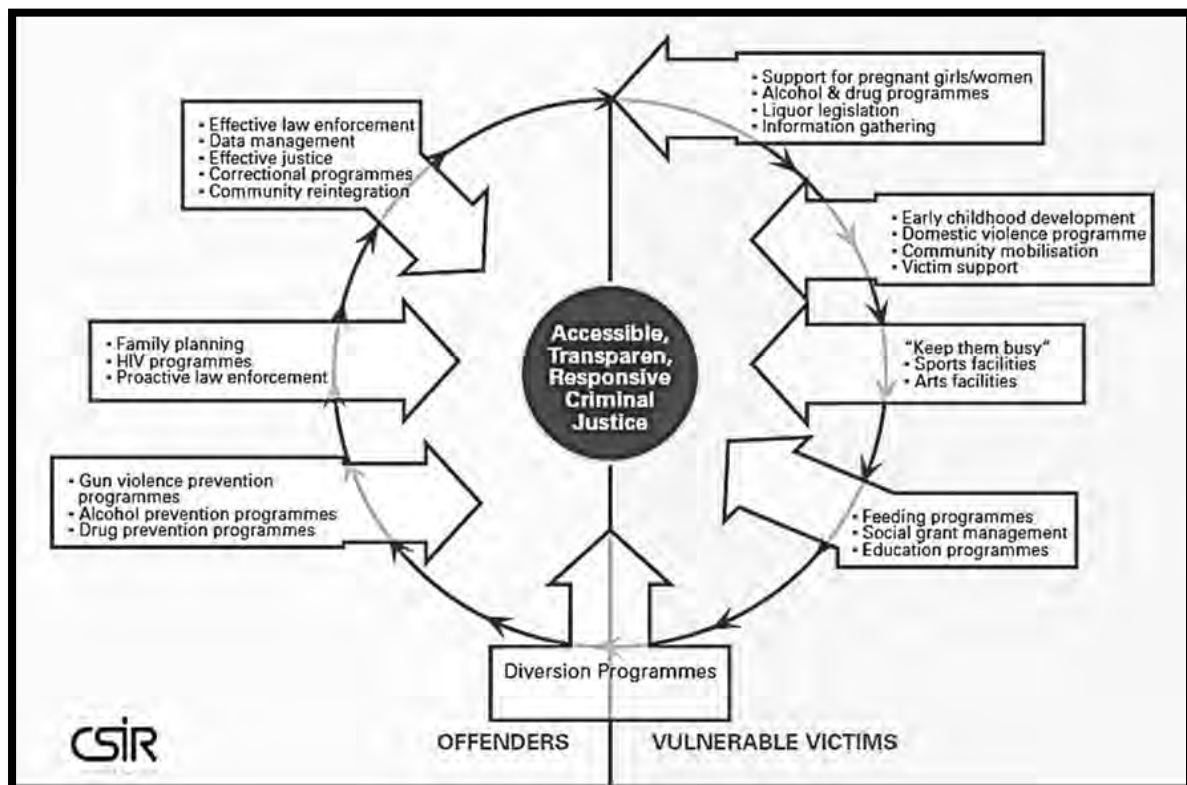 • Support for pregnant girls/women
• Alcohol & drug programmes
• Liquor legislation
• Information gathering
• Effective law enforcement
• Data management
• Effective justice
• Correctional programmes
• Community reintegration
• Early childhood development
• Domestic violence programme
• Community mobilisation
• Victim support
• Family planning
• HIV programmes
• Proactive law enforcement
Accessible,
Transparen,
Responsive
Criminal
Justice
"Keep them busy"
• Sports facilities
• Arts facilities
• Gun violence prevention
programmes
• Alcohol prevention programmes
• Drug prevention programmes
• Feeding programmes
• Social grant management
• Education programmes
Diversion Programmes
CSIR
OFFENDERS
VULNERABLE VICTIMS